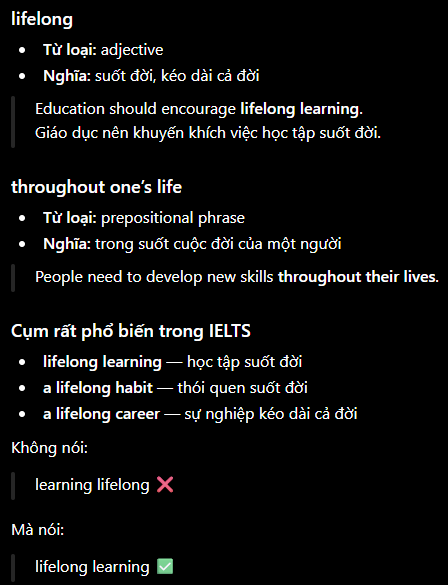 lifelong
• Từ loại: adjective
• Nghĩa: suốt đời, kéo dài cả đời
Education should encourage lifelong learning.
Giáo dục nên khuyến khích việc học tập suốt đời.
throughout one’s life
• Từ loại: prepositional phrase
• Nghĩa: trong suốt cuộc đời của một người
People need to develop new skills throughout their lives.
Cụm rất phổ biến trong IELTS
• lifelong learning — học tập suốt đời
• a lifelong habit — thói quen suốt đời
• a lifelong career — sự nghiệp kéo dài cả đời
Không nói:
learning lifelong ❌
Mà nói:
lifelong learning ✅